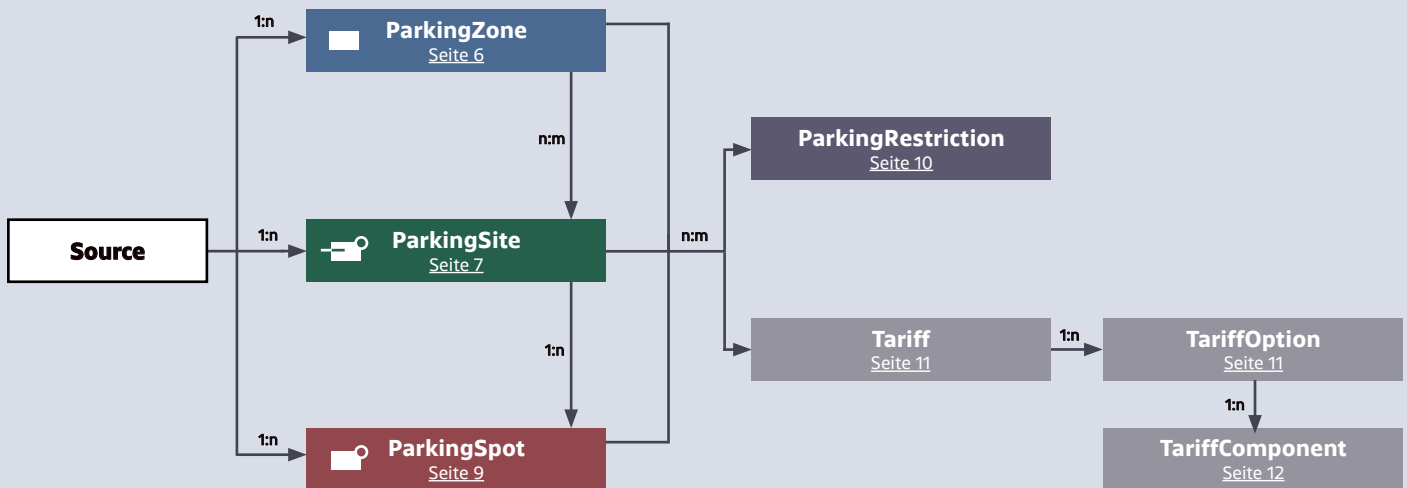 1:n
ParkingZone
Seite 6
n:m
ParkingRestriction
Seite 10
Source
1:n
ParkingSite
Seite 7
n:m
1:n
Tariff
Seite 11
1:n
TariffOption
Seite 11
1:n
1:n
ParkingSpot
Seite 9
TariffComponent
Seite 12